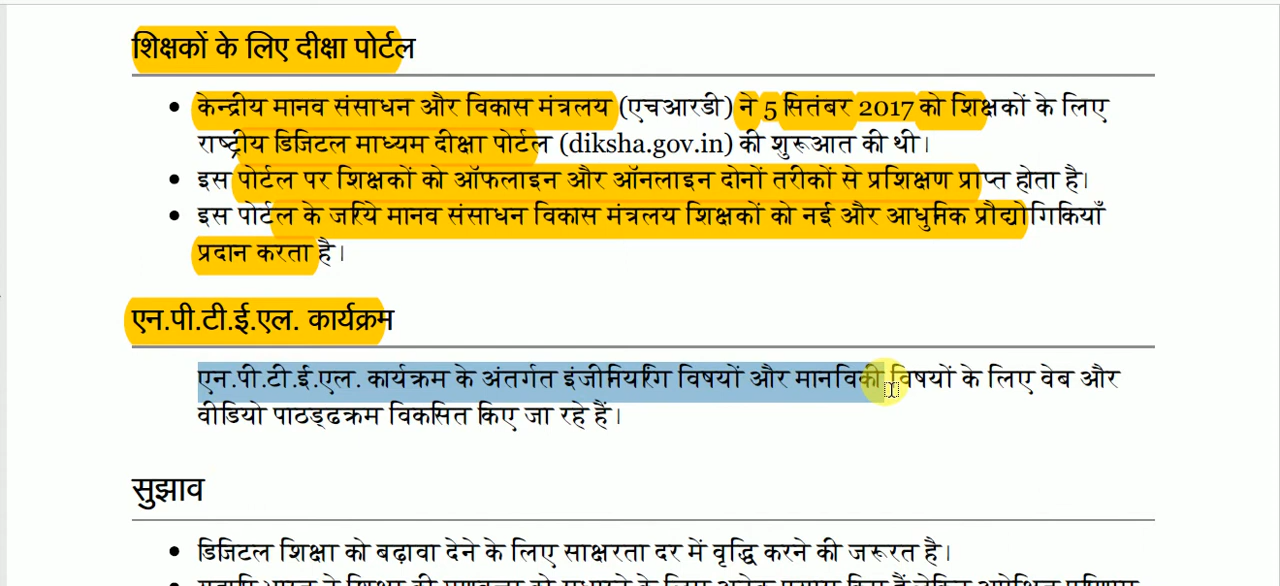 शिक्षकों के लिए दीक्षा पोर्टल
• केन्द्रीय मानव संसाधन और विकास मंत्रलय (एचआरडी) ने 5 सितंबर 2017 को शिक्षकों के लिए
राष्ट्रीय डिजिटल माध्यम दीक्षा पोर्टल (diksha.gov.in) की शुरूआत की थी।
• इस पोर्टल पर शिक्षकों को ऑफलाइन और ऑनलाइन दोनों तरीकों से प्रशिक्षण प्राप्त होता है।
• इस पोर्टल के जरिये मानव संसाधन विकास मंत्रलय शिक्षकों को नई और आधुनिक प्रौद्योगिकियाँ
प्रदान करता है।
एन.पी.टी.ई.एल. कार्यक्रम
एन.पी.टी.ई.एल. कार्यक्रम के अंतर्गत इंजीनियरिंग विषयों और मानविकी विषयों के लिए वेब और
वीडियो पाठड्ढक्रम विकसित किए जा रहे हैं।
सुझाव
• डिजिटल शिक्षा को बढ़ावा देने के लिए साक्षरता दर में वृद्धि करने की जरूरत है।